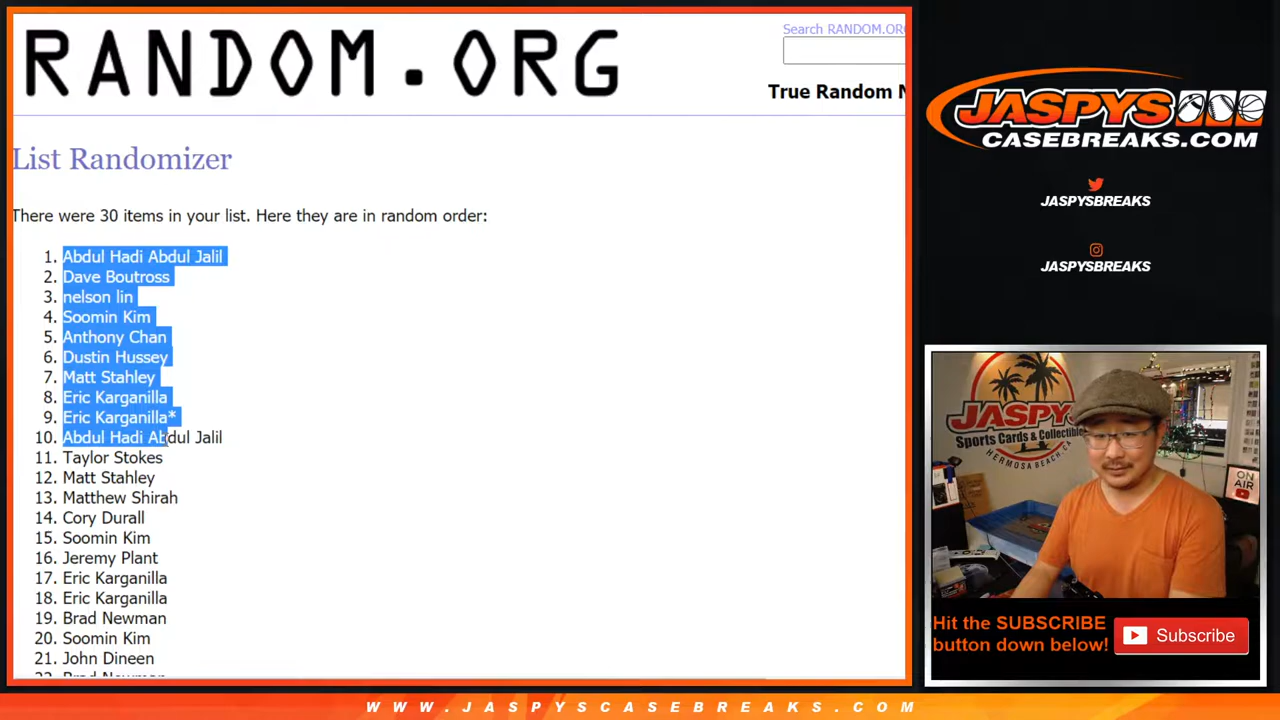 RANDOM.ORG
Search RANDOM.OR
True Random N
List Randomizer
There were 30 items in your list. Here they are in random order:
1. Abdul Hadi Abdul Jalil
2. Dave Boutross
3. nelson lin
4. Soomin Kim
5. Anthony Chan
6. Dustin Hussey
7. Matt Stahley
8. Eric Karganilla
9. Eric Karganilla*
10. Abdul Hadi Abdul Jalil
11. Taylor Stokes
12. Matt Stahley
13. Matthew Shirah
14. Cory Durall
15. Soomin Kim
16. Jeremy Plant
17. Eric Karganilla
18. Eric Karganilla
19. Brad Newman
20. Soomin Kim
21. John Dineen
JASPYS
CASEBREAKS.COM
JASPYSBREAKS
JASPYSBREAKS
JASPYS
Sports Cards & Collectible
HERMOSA BEACH, CA
ON
AIR
Hit the SUBSCRIBE
button down below!
Subscribe
WWW.JASPYSCASEBREAKS.COM